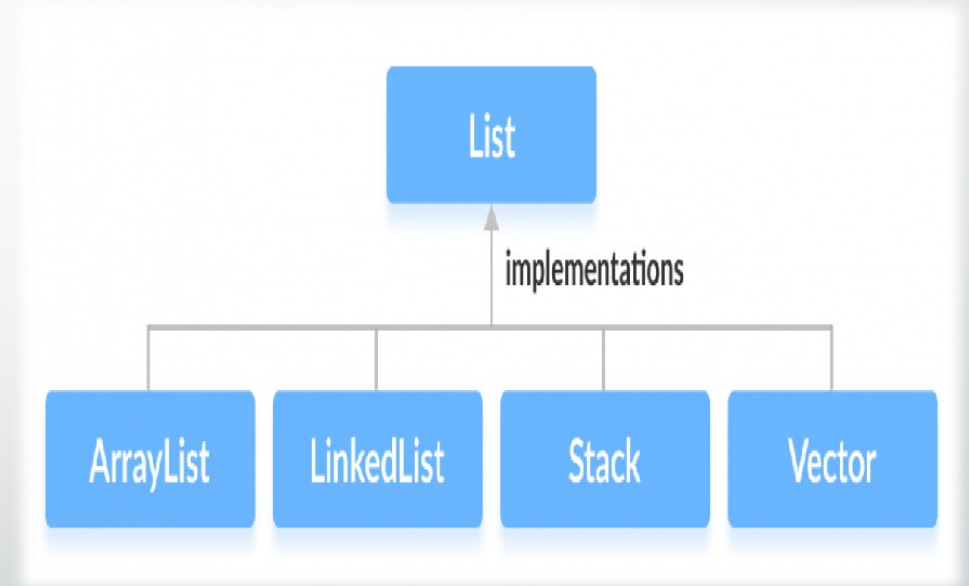 List
implementations
ArrayList
LinkedList
Stack
Vector